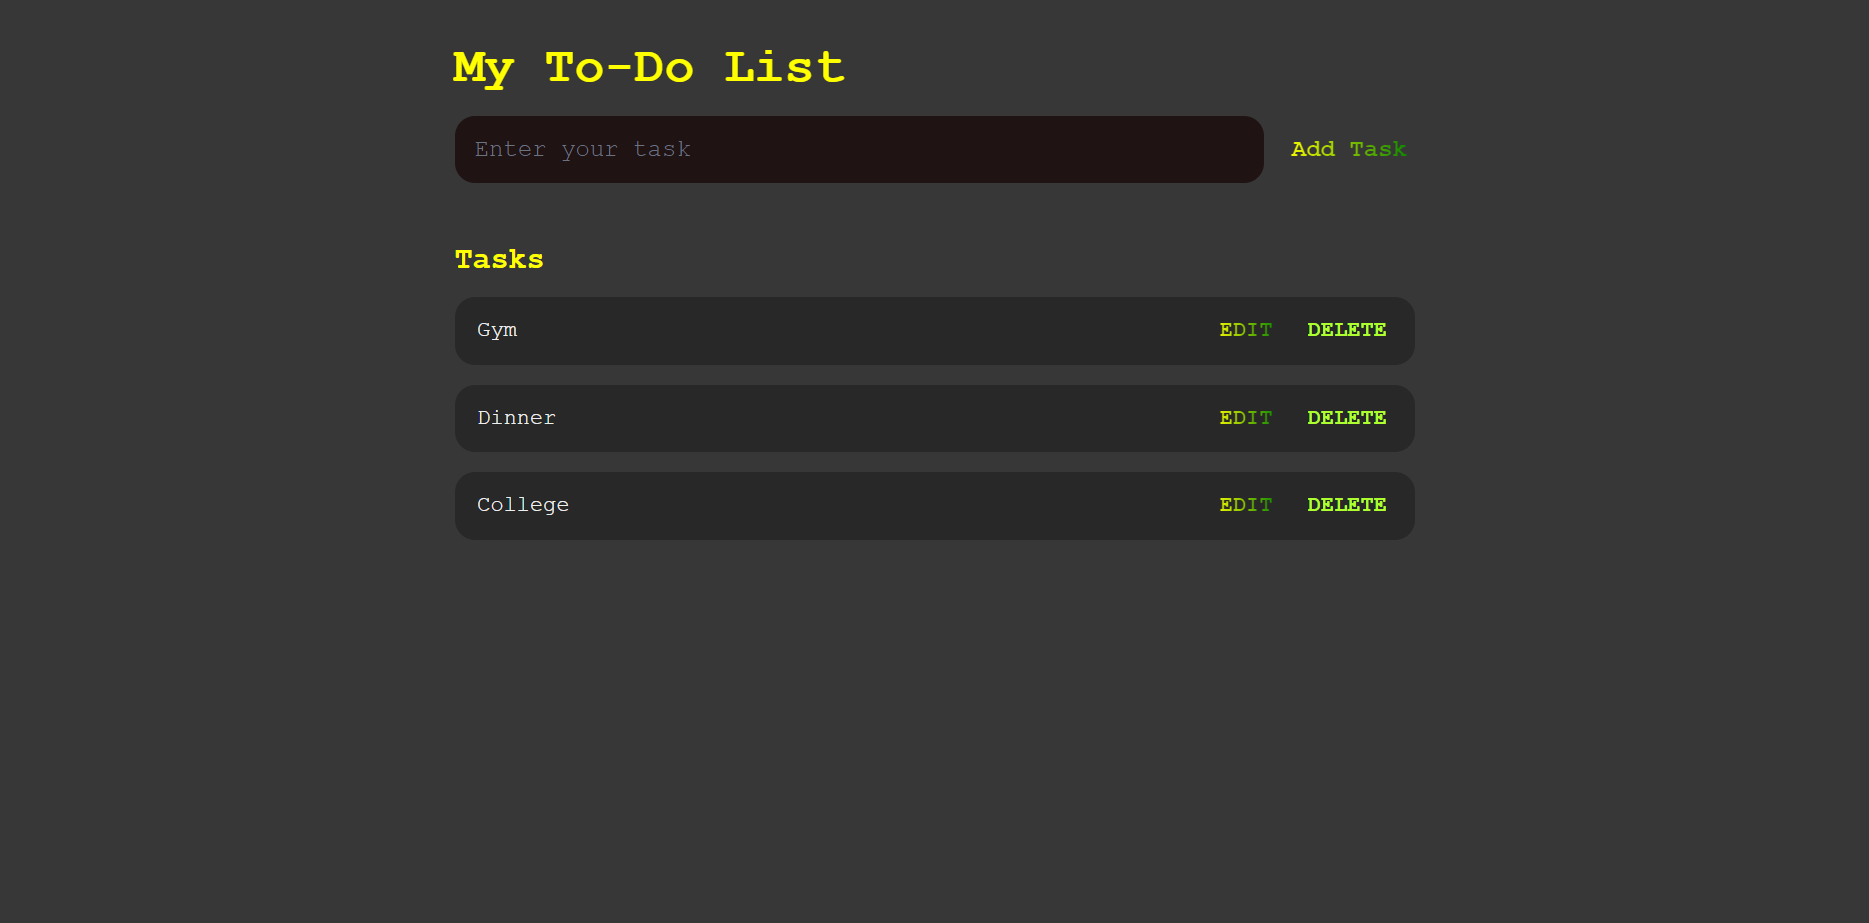 My To-Do List
Enter your task Add Task
Tasks
Gym EDIT DELETE
Dinner EDIT DELETE
College EDIT DELETE